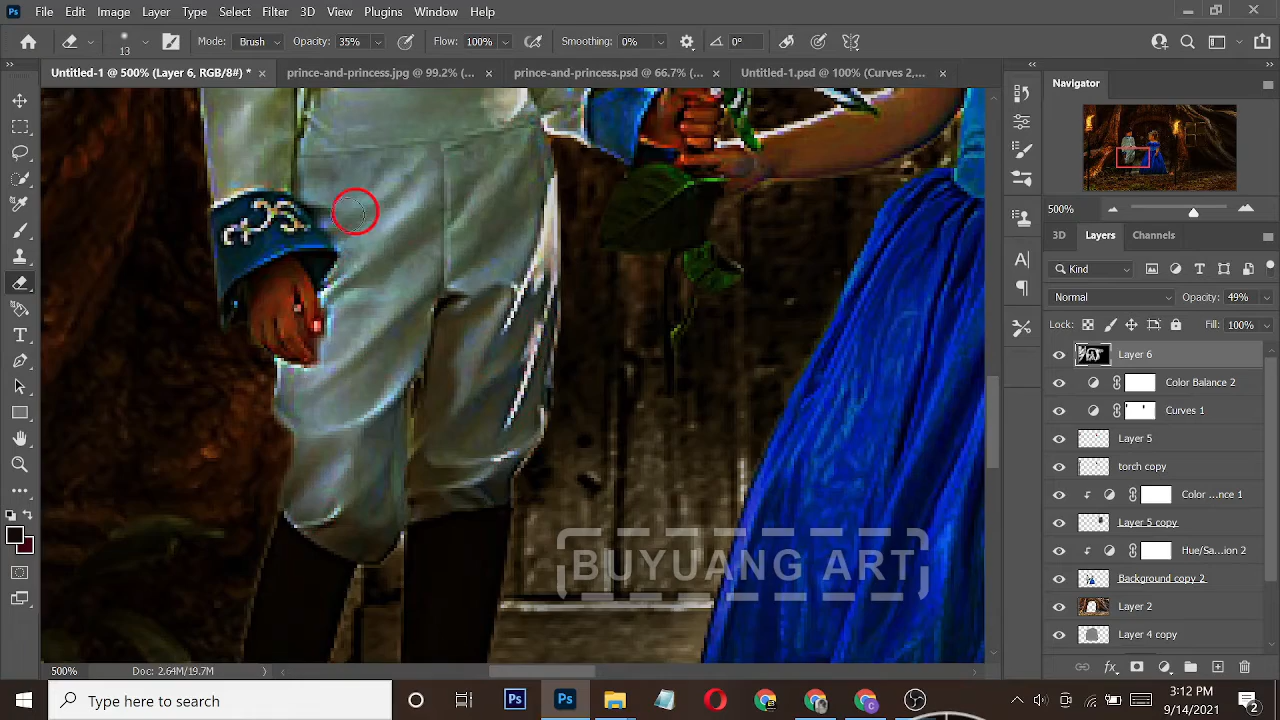 File Edit Image Layer Type Select Filter 3D View Plugins Window Help
13 Mode: Brush Opacity: 35% Flow: 100% Smoothing: 0% 0°
Untitled-1 @ 500% (Layer 6, RGB/8#) * × prince-and-princess.jpg @ 99.2% (... × prince-and-princess.psd @ 66.7% (... × Untitled-1.psd @ 100% (Curves 2,... ×
Navigator
500%
3D Layers Channels
Kind
Normal Opacity: 49%
Lock: Fill: 100%
Layer 6
Color Balance 2
Curves 1
Layer 5
torch copy
Color ...nce 1
Layer 5 copy
Hue/Sa...ion 2
Background copy 2
Layer 2
Layer 4 copy
BUYUANG ART
500% Doc: 2.64M/19.7M
Type here to search
3:12 PM
9/14/2021
2